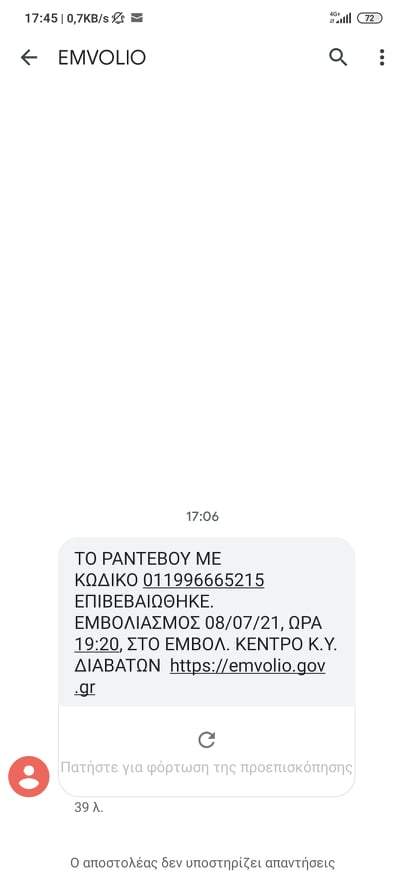 17:45 | 0,7KB/s
4G+
72
EMVOLIO
17:06
ΤΟ ΡΑΝΤΕΒΟΥ ΜΕ
ΚΩΔΙΚΟ 011996665215
ΕΠΙΒΕΒΑΙΩΘΗΚΕ.
ΕΜΒΟΛΙΑΣΜΟΣ 08/07/21, ΩΡΑ
19:20, ΣΤΟ ΕΜΒΟΛ. ΚΕΝΤΡΟ Κ.Υ.
ΔΙΑΒΑΤΩΝ https://emvolio.gov
.gr
Πατήστε για φόρτωση της προεπισκόπησης
39 λ.
Ο αποστολέας δεν υποστηρίζει απαντήσεις